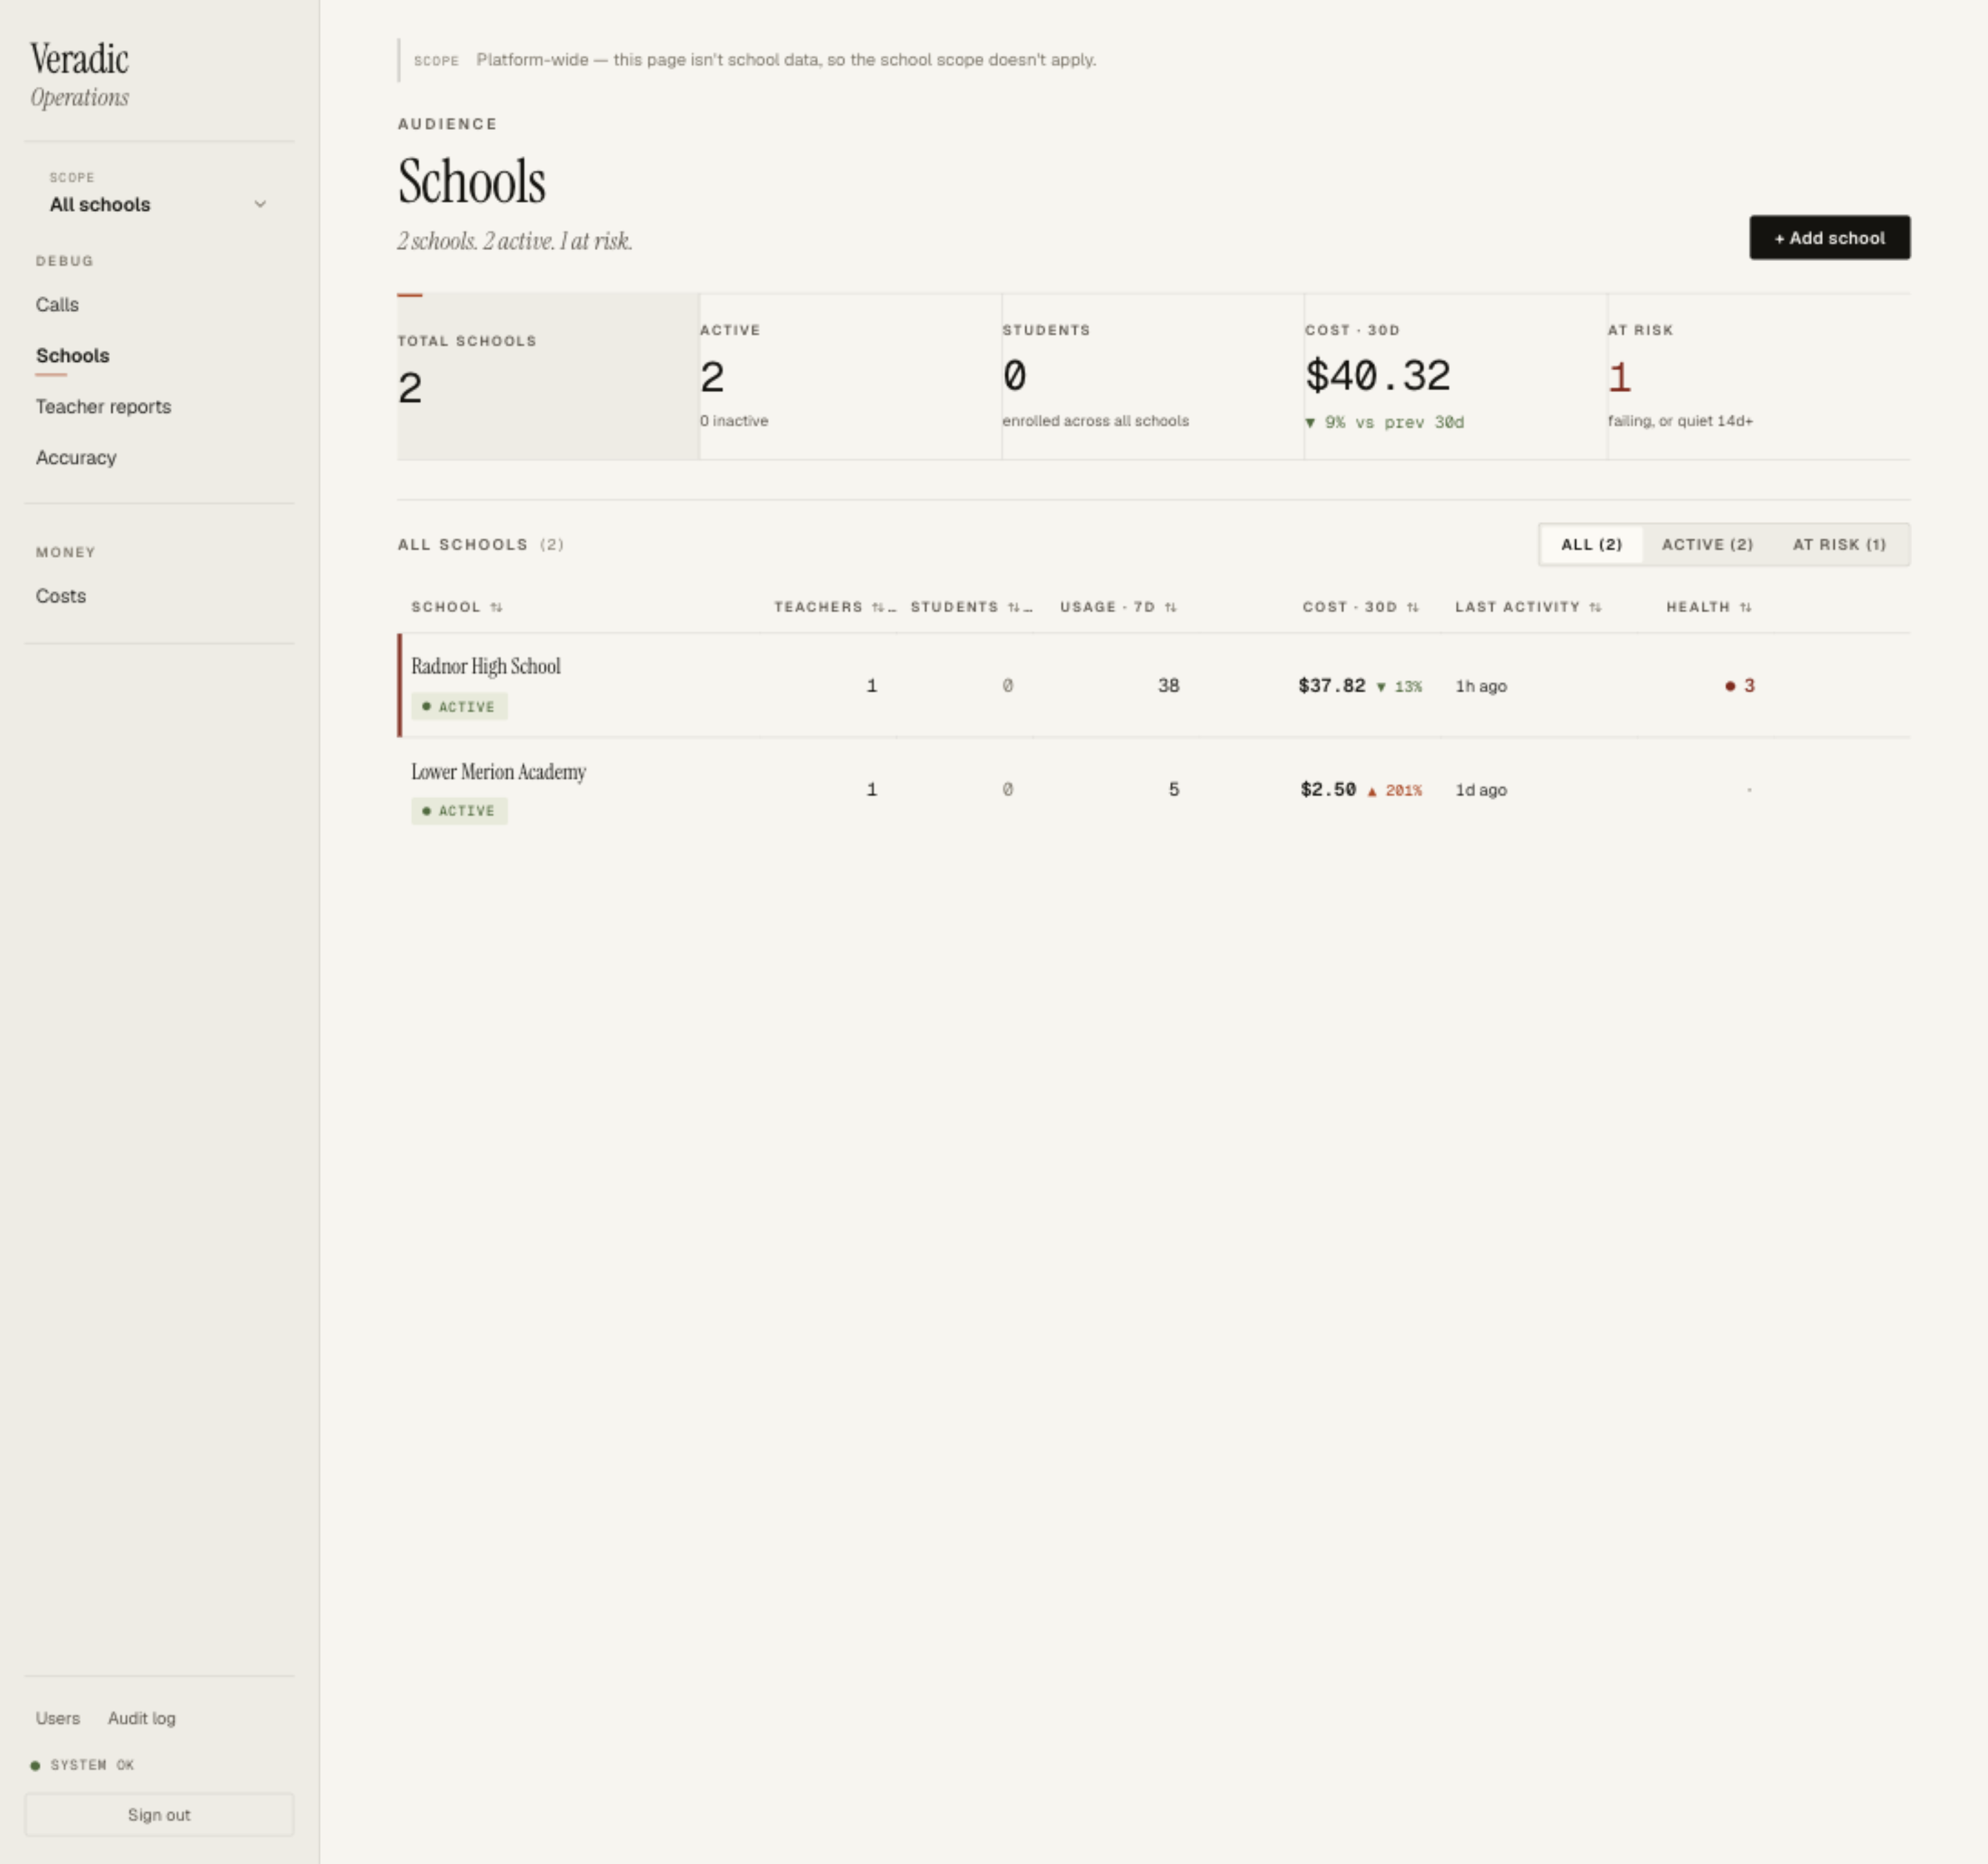 Veradic
Operations
SCOPE
All schools
DEBUG
Calls
Schools
Teacher reports
Accuracy
MONEY
Costs
Users Audit log
SYSTEM OK
Sign out
SCOPE Platform-wide — this page isn't school data, so the school scope doesn't apply.
AUDIENCE
Schools
2 schools. 2 active. 1 at risk.
+ Add school
TOTAL SCHOOLS
2
ACTIVE
2
0 inactive
STUDENTS
0
enrolled across all schools
COST · 30D
$40.32
▼ 9% vs prev 30d
AT RISK
1
failing, or quiet 14d+
ALL SCHOOLS (2)
ALL (2) ACTIVE (2) AT RISK (1)
SCHOOL ⇅ TEACHERS ⇅… STUDENTS ⇅… USAGE · 7D ⇅ COST · 30D ⇅ LAST ACTIVITY ⇅ HEALTH ⇅
Radnor High School
ACTIVE
1 0 38 $37.82 ▼ 13% 1h ago ● 3
Lower Merion Academy
ACTIVE
1 0 5 $2.50 ▲ 201% 1d ago ·